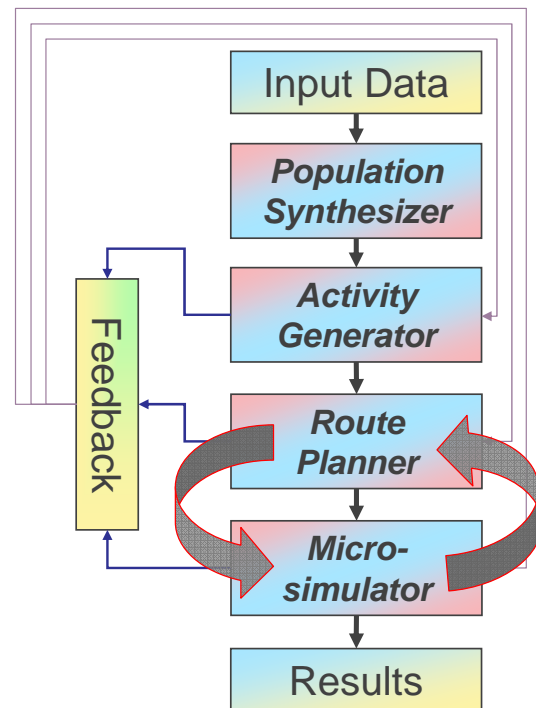 Input Data
Population
Synthesizer
Activity
Generator
Feedback
Route
Planner
Micro-
simulator
Results